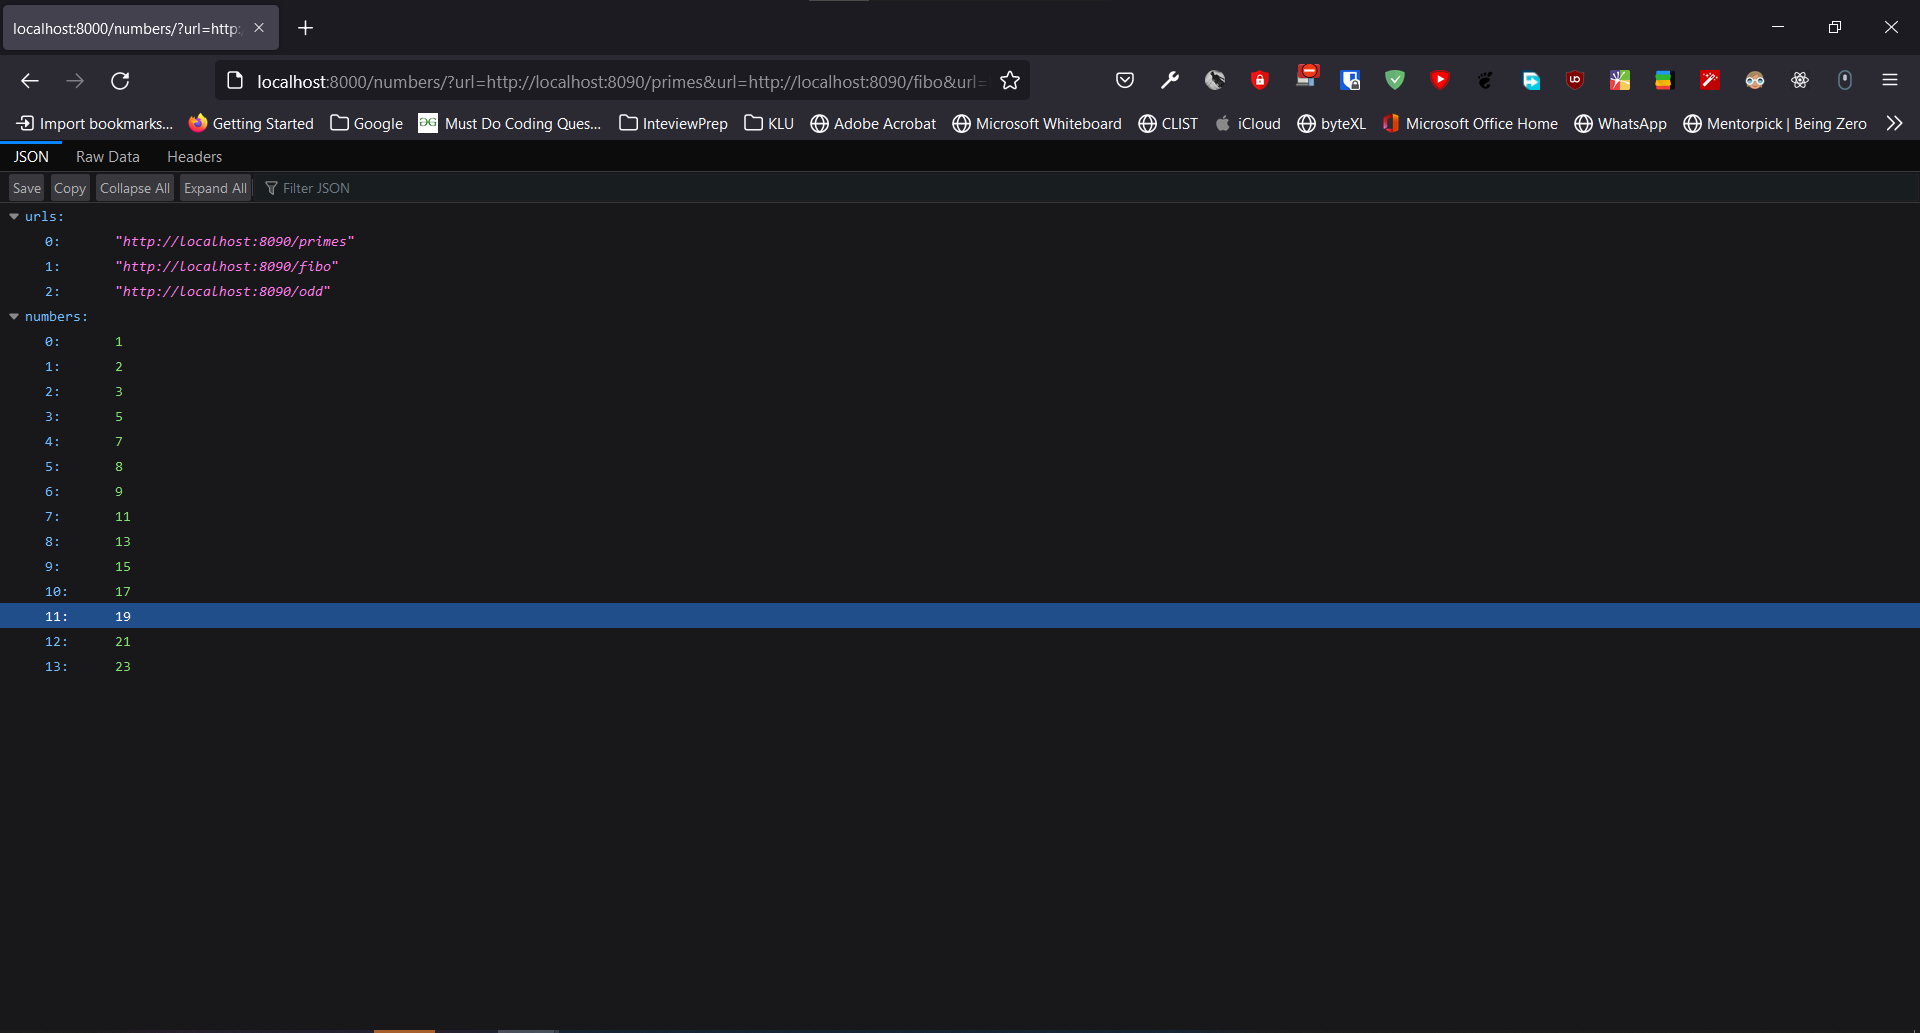 localhost:8000/numbers/?url=http:
localhost:8000/numbers/?url=http://localhost:8090/primes&url=http://localhost:8090/fibo&url=
Import bookmarks... Getting Started Google Must Do Coding Ques... InteviewPrep KLU Adobe Acrobat Microsoft Whiteboard CLIST iCloud byteXL Microsoft Office Home WhatsApp Mentorpick | Being Zero
JSON Raw Data Headers
Save Copy Collapse All Expand All Filter JSON
urls:
0: "http://localhost:8090/primes"
1: "http://localhost:8090/fibo"
2: "http://localhost:8090/odd"
numbers:
0: 1
1: 2
2: 3
3: 5
4: 7
5: 8
6: 9
7: 11
8: 13
9: 15
10: 17
11: 19
12: 21
13: 23